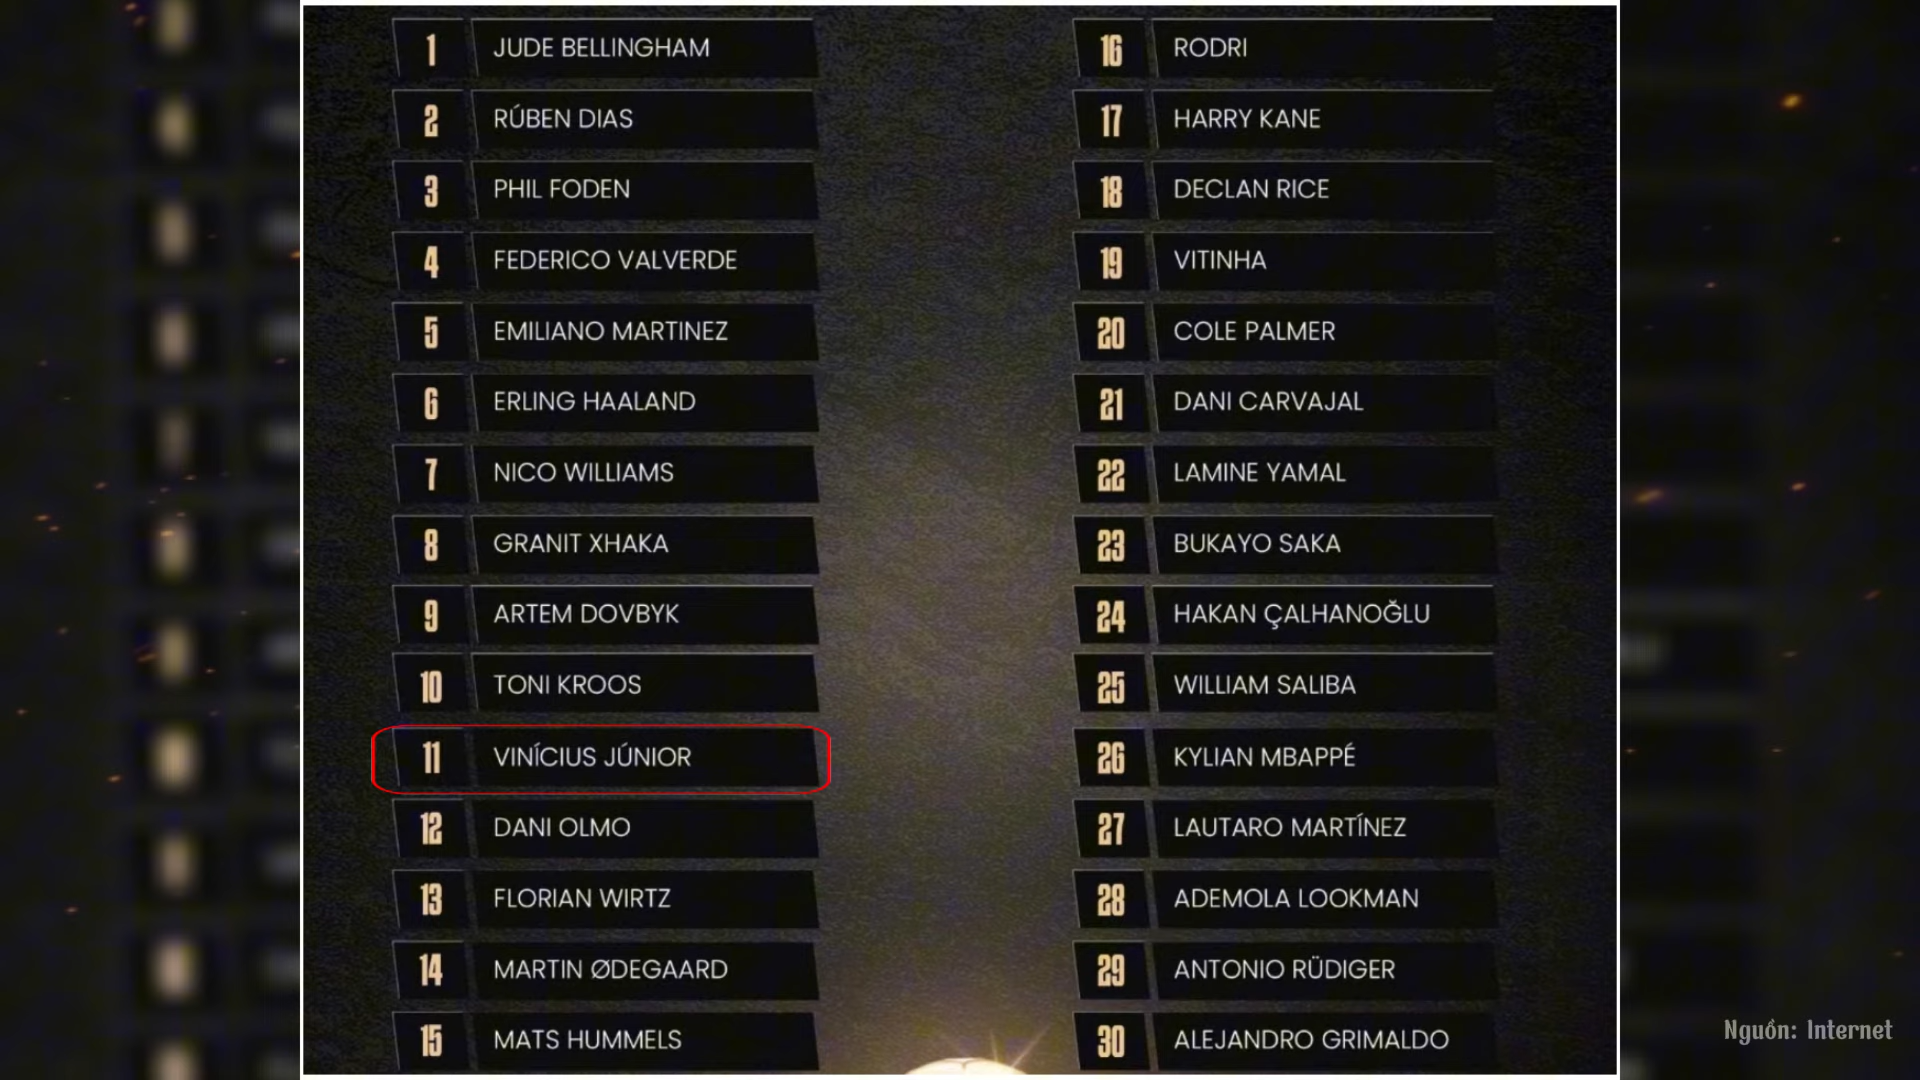 1 JUDE BELLINGHAM
2 RÚBEN DIAS
3 PHIL FODEN
4 FEDERICO VALVERDE
5 EMILIANO MARTINEZ
6 ERLING HAALAND
7 NICO WILLIAMS
8 GRANIT XHAKA
9 ARTEM DOVBYK
10 TONI KROOS
11 VINÍCIUS JÚNIOR
12 DANI OLMO
13 FLORIAN WIRTZ
14 MARTIN ØDEGAARD
15 MATS HUMMELS
16 RODRI
17 HARRY KANE
18 DECLAN RICE
19 VITINHA
20 COLE PALMER
21 DANI CARVAJAL
22 LAMINE YAMAL
23 BUKAYO SAKA
24 HAKAN ÇALHANOĞLU
25 WILLIAM SALIBA
26 KYLIAN MBAPPÉ
27 LAUTARO MARTÍNEZ
28 ADEMOLA LOOKMAN
29 ANTONIO RÜDIGER
30 ALEJANDRO GRIMALDO
Nguồn: Internet